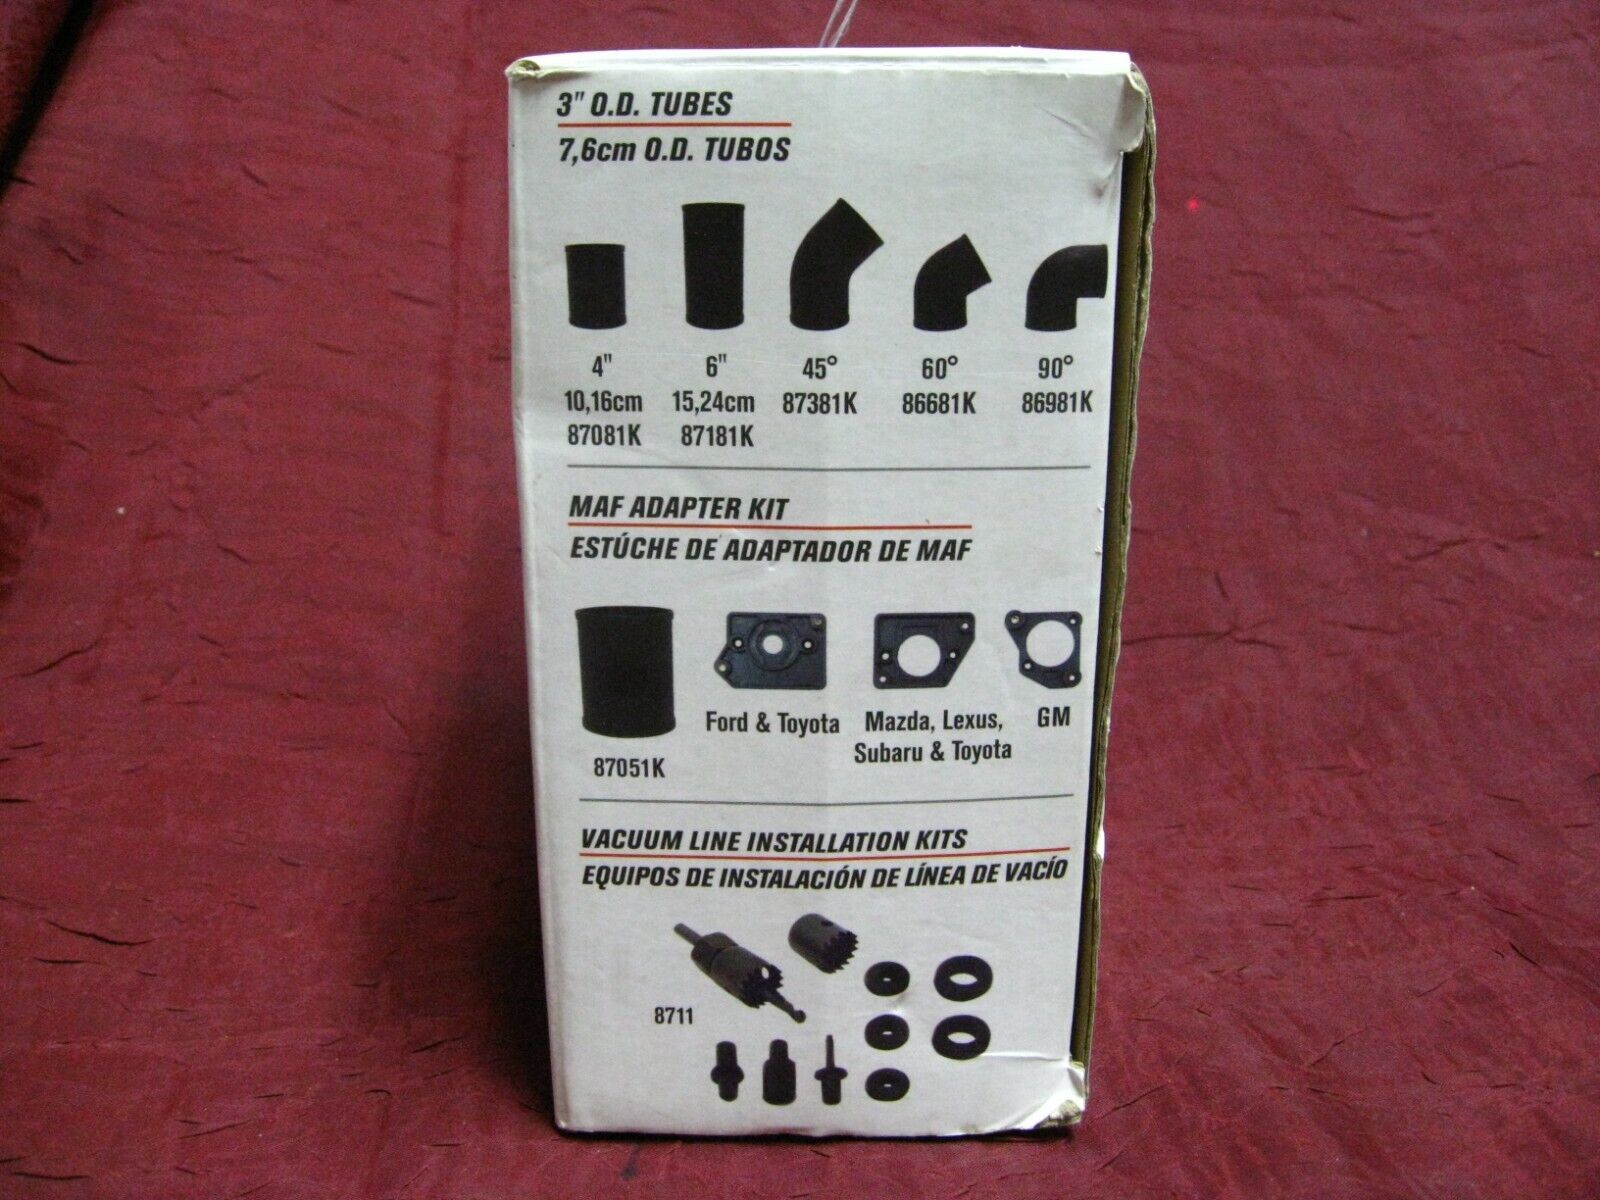 3" O.D. TUBES
7,6cm O.D. TUBOS
4" 6" 45° 60° 90°
10,16cm 15,24cm 87381K 86681K 86981K
87081K 87181K
MAF ADAPTER KIT
ESTÚCHE DE ADAPTADOR DE MAF
Ford & Toyota Mazda, Lexus, GM
Subaru & Toyota
87051K
VACUUM LINE INSTALLATION KITS
EQUIPOS DE INSTALACIÓN DE LÍNEA DE VACÍO
8711